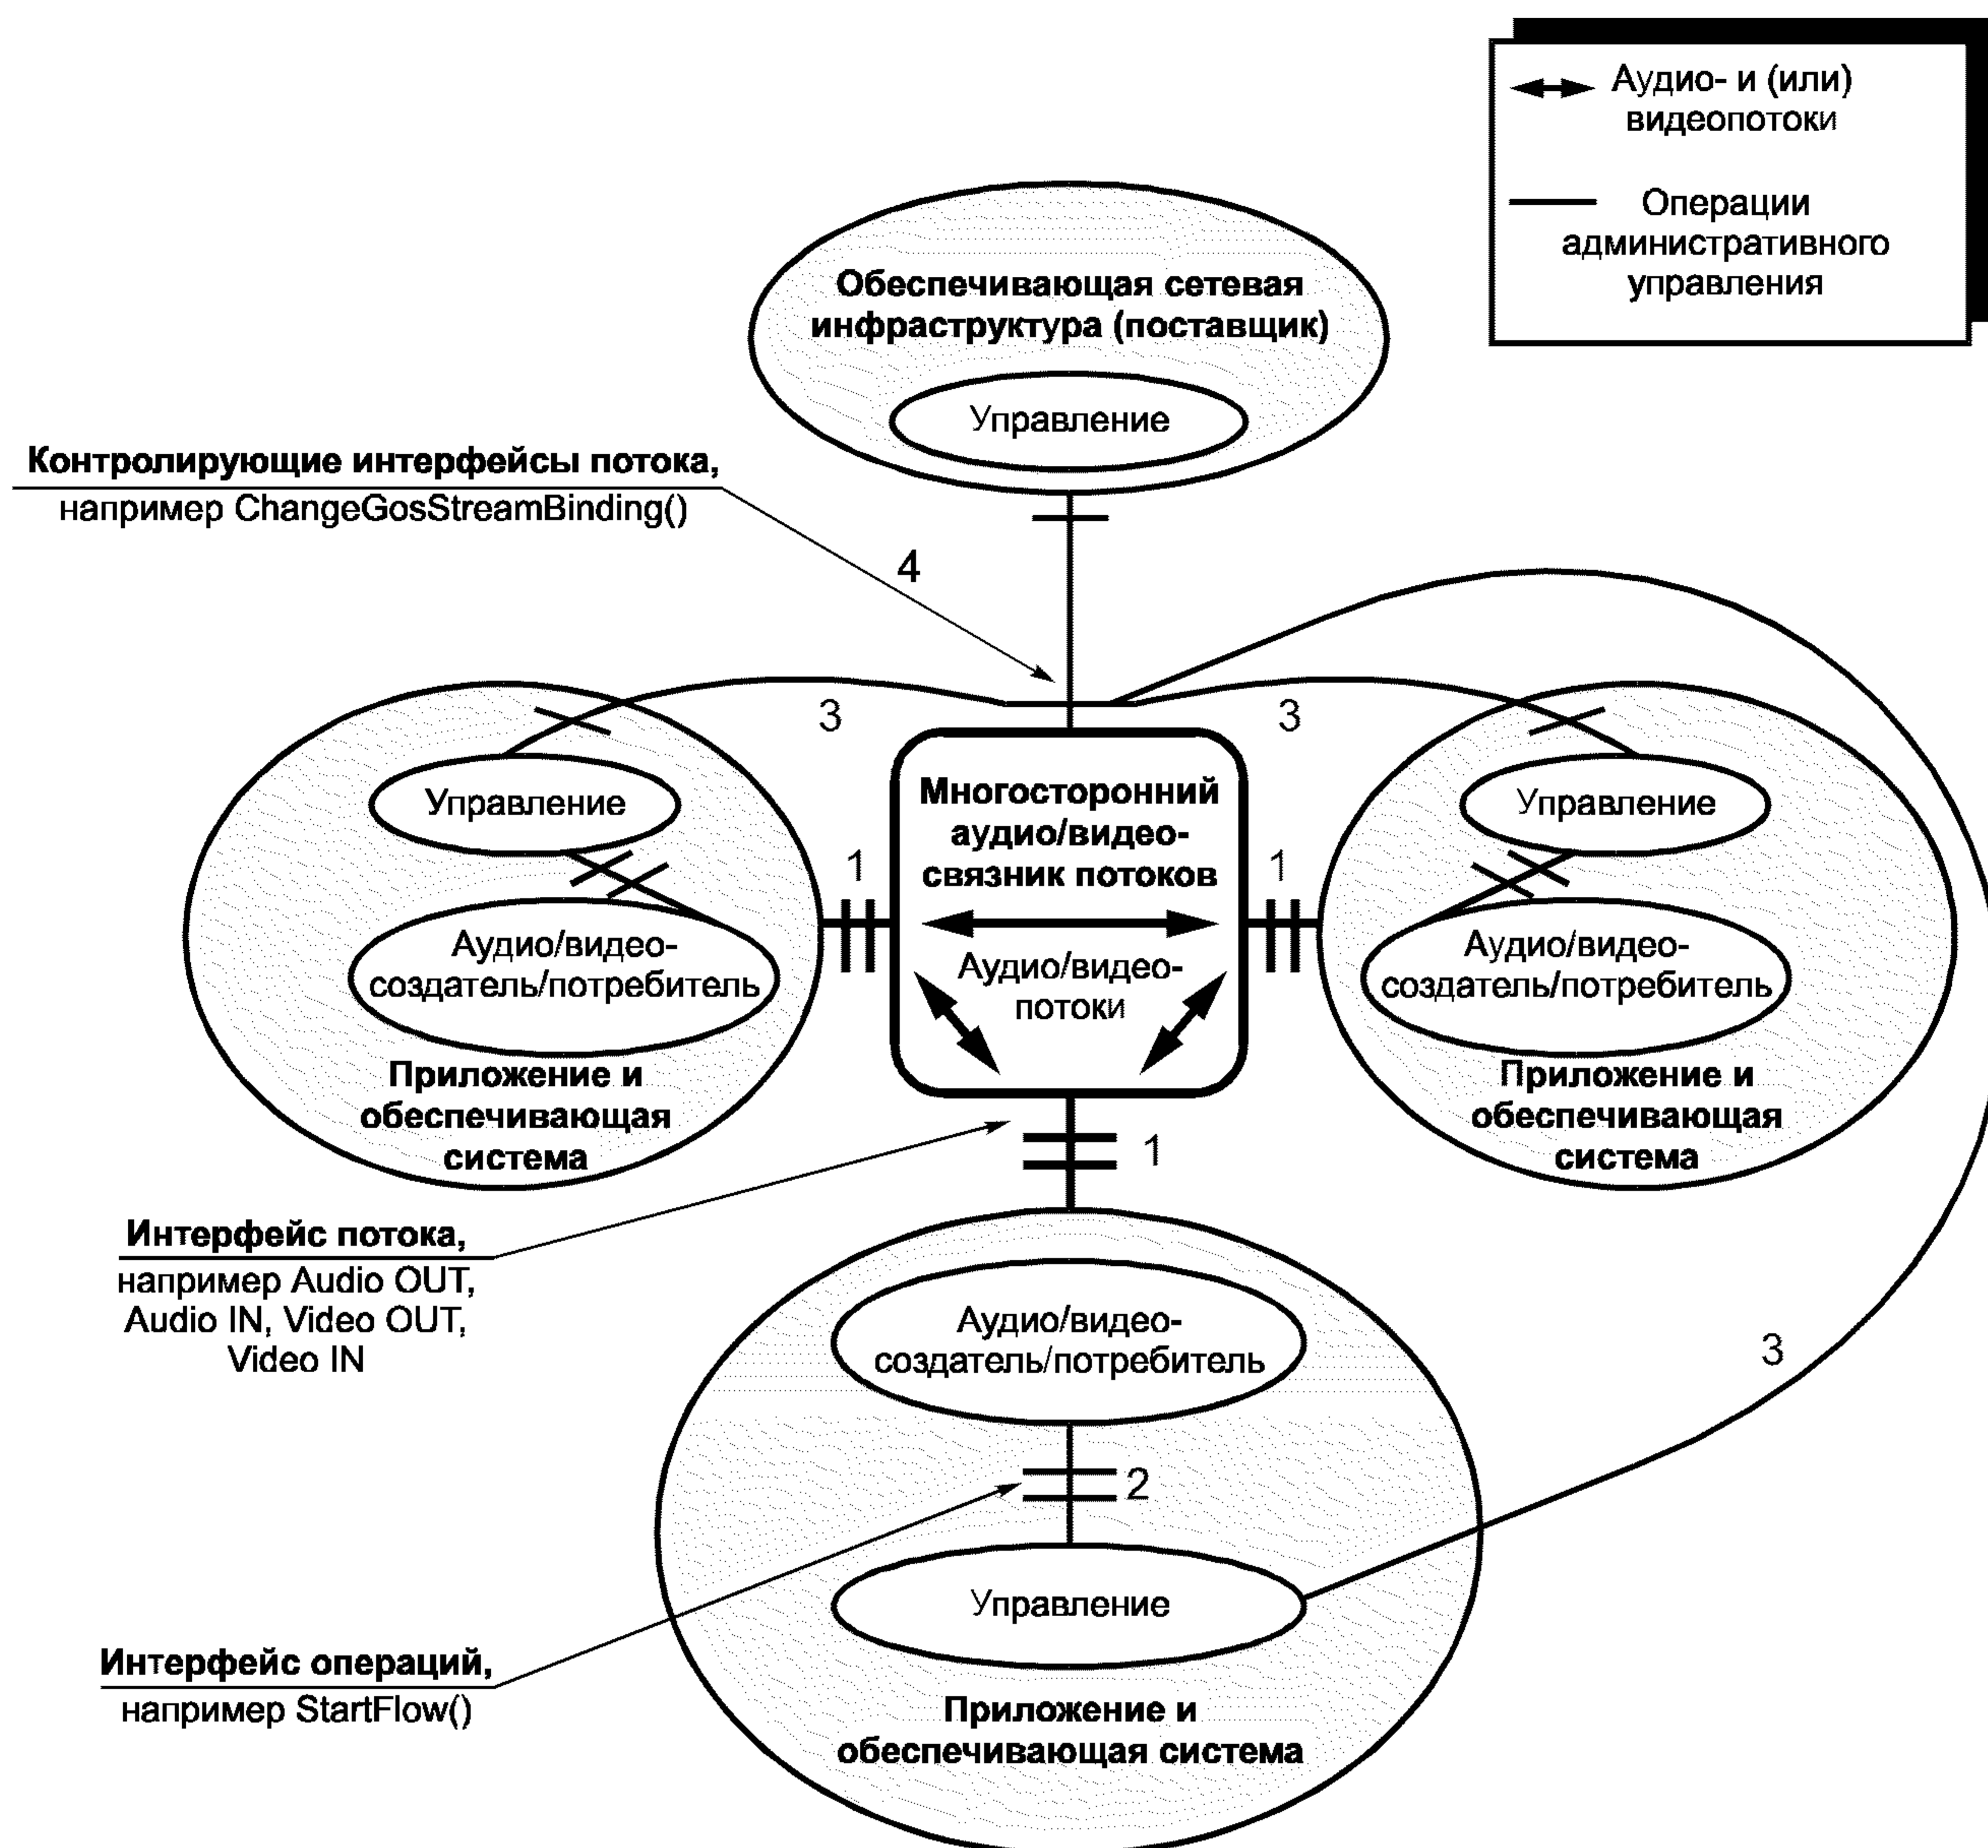 Аудио- и (или)
видеопотоки
Операции
административного
управления
Обеспечивающая сетевая
инфраструктура (поставщик)
Управление
Контролирующие интерфейсы потока,
например ChangeGosStreamBinding()
4
3
3
Управление
Аудио/видео-
создатель/потребитель
Приложение и
обеспечивающая
система
1
Многосторонний
аудио/видео-
связник потоков
Аудио/видео-
потоки
1
Управление
Аудио/видео-
создатель/потребитель
Приложение и
обеспечивающая
система
1
Интерфейс потока,
например Audio OUT,
Audio IN, Video OUT,
Video IN
Аудио/видео-
создатель/потребитель
3
2
Управление
Интерфейс операций,
например StartFlow()
Приложение и
обеспечивающая система